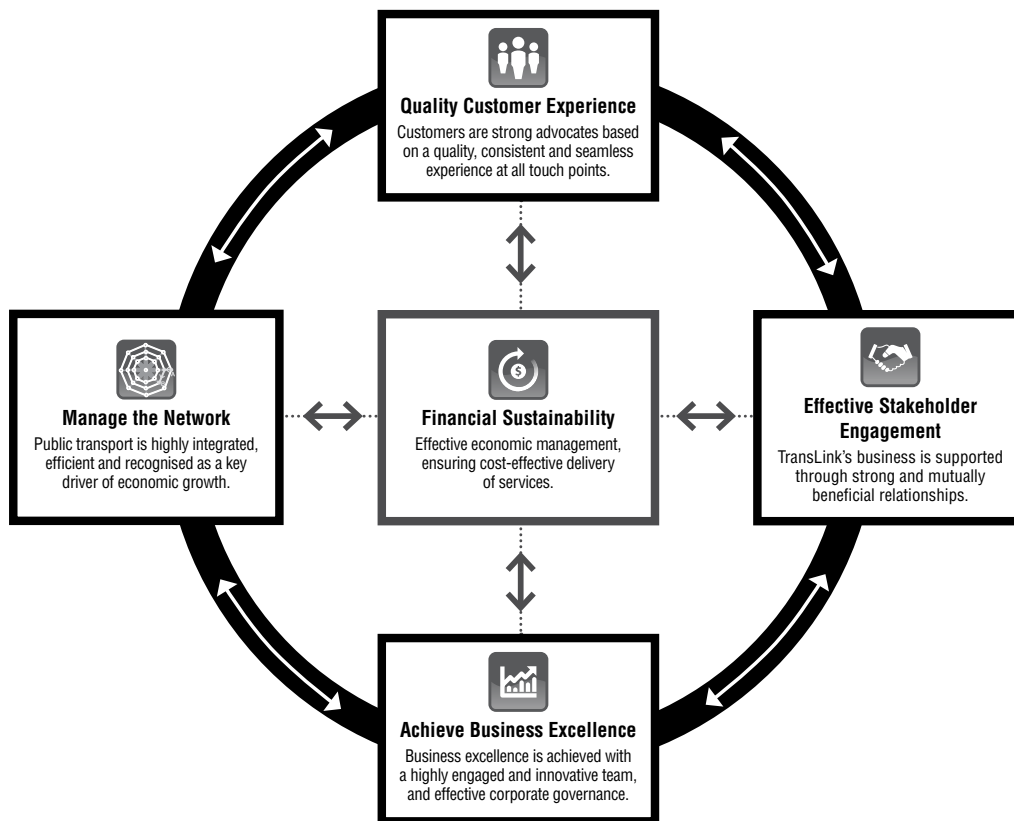 Quality Customer Experience
Customers are strong advocates based
on a quality, consistent and seamless
experience at all touch points.
Manage the Network
Public transport is highly integrated,
efficient and recognised as a key
driver of economic growth.
$
Financial Sustainability
Effective economic management,
ensuring cost-effective delivery
of services.
Effective Stakeholder
Engagement
TransLink’s business is supported
through strong and mutually
beneficial relationships.
Achieve Business Excellence
Business excellence is achieved with
a highly engaged and innovative team,
and effective corporate governance.